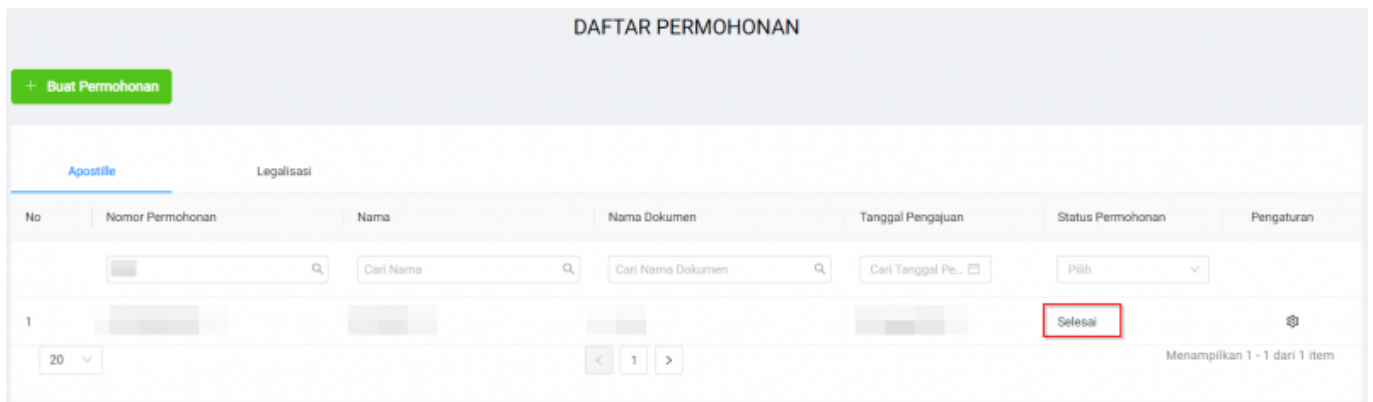 DAFTAR PERMOHONAN
+ Buat Permohonan
Apostille Legalisasi
No Nomor Permohonan Nama Nama Dokumen Tanggal Pengajuan Status Permohonan Pengaturan
Cari Nama Cari Nama Dokumen Cari Tanggal Pe... Pilih
1 Selesai
20 < 1 > Menampilkan 1 - 1 dari 1 item